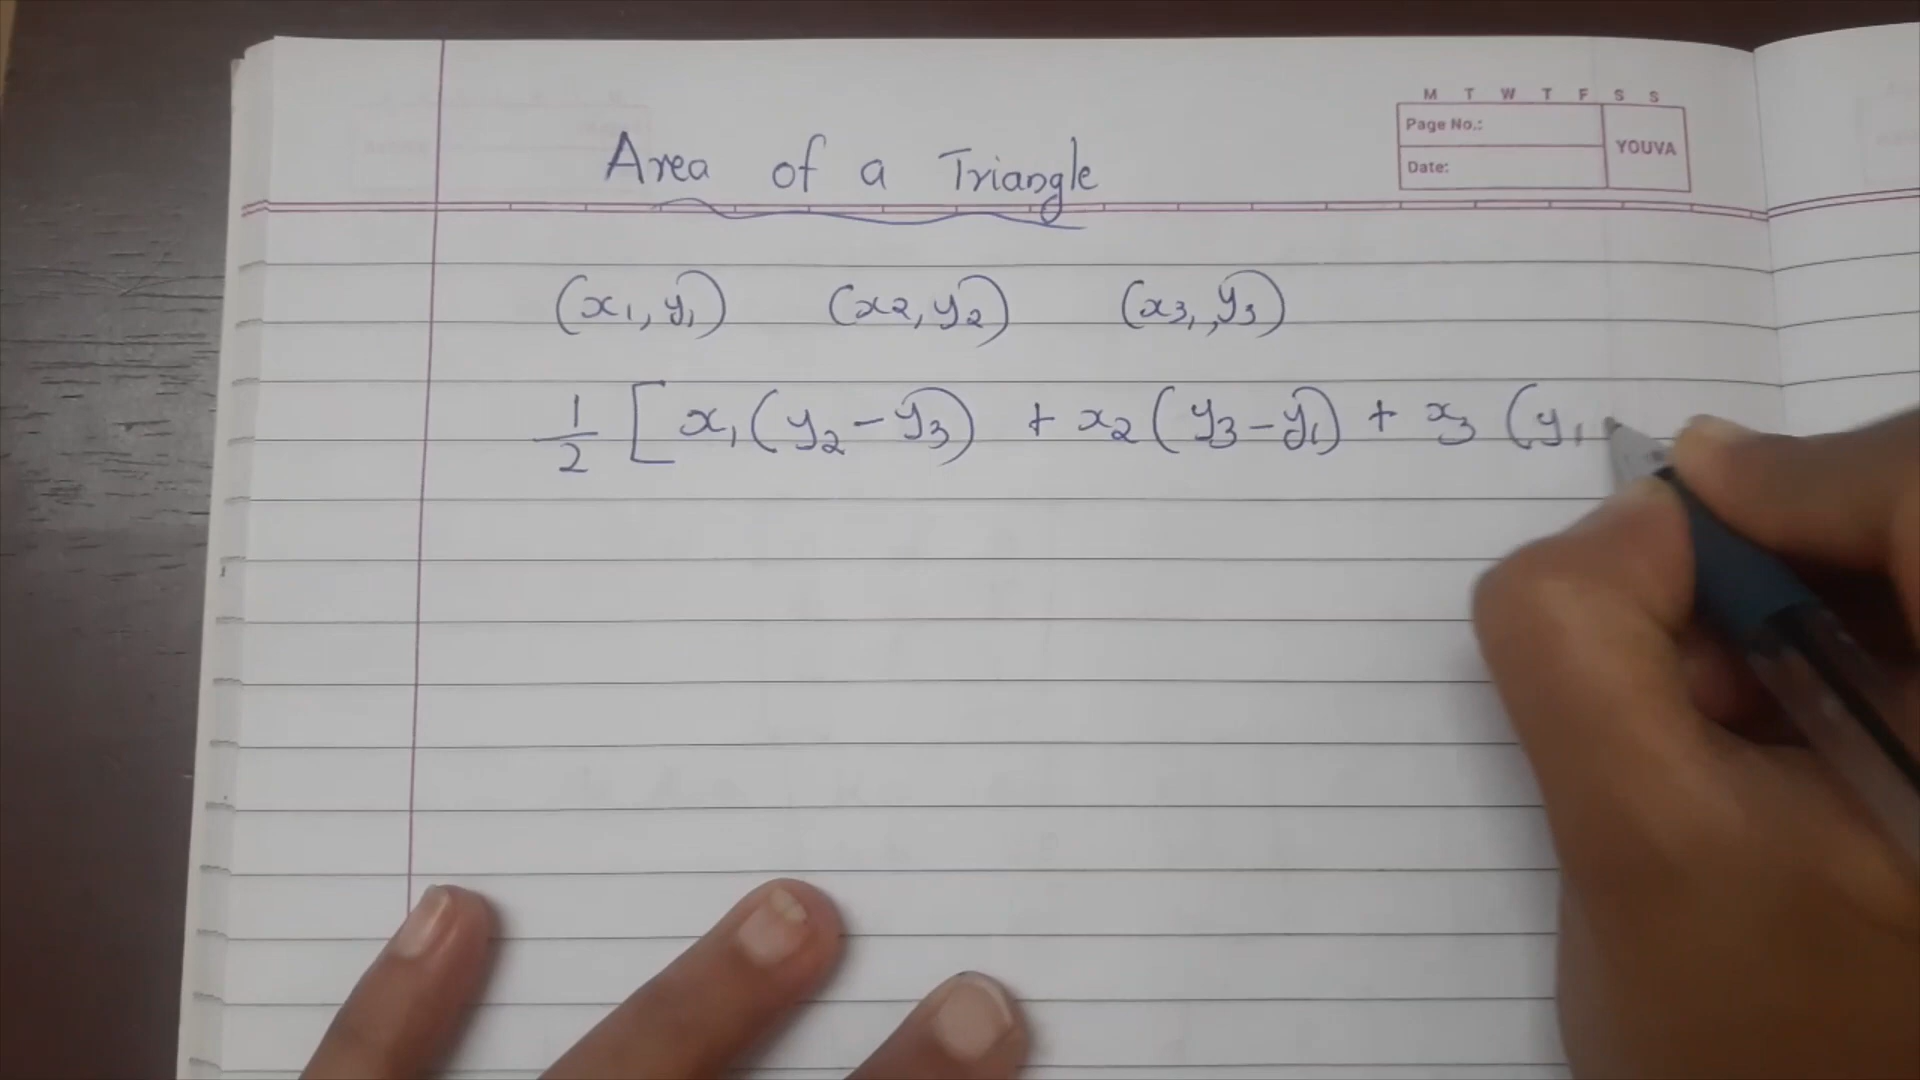 M T W T F S S
Page No.:
YOUVA
Date:
Area of a Triangle
(x1, y1) (x2, y2) (x3, y3)
1/2 [ x1 (y2 - y3) + x2 (y3 - y1) + x3 (y1